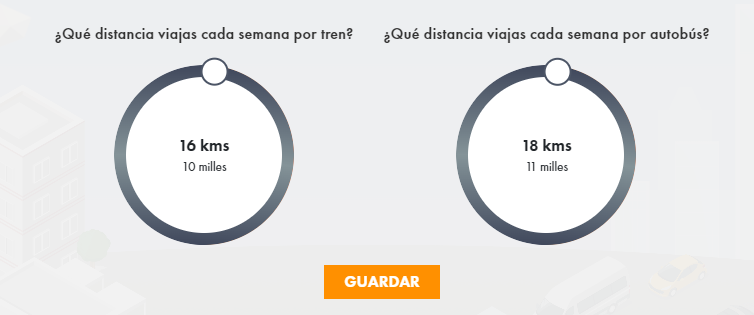 ¿Qué distancia viajas cada semana por tren?
¿Qué distancia viajas cada semana por autobús?
16 kms
10 milles
18 kms
11 milles
GUARDAR